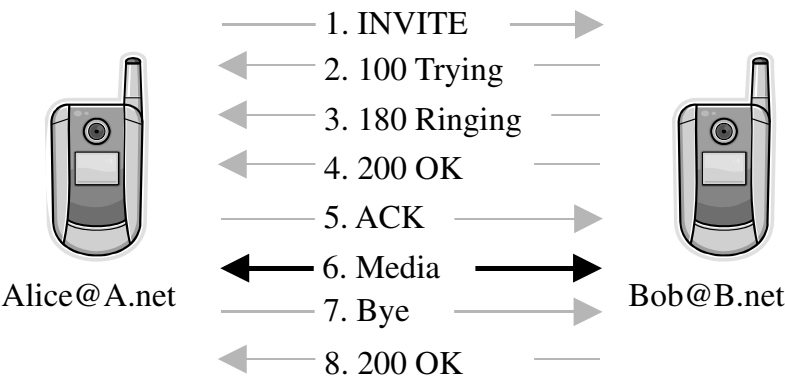 1. INVITE
2. 100 Trying
3. 180 Ringing
4. 200 OK
5. ACK
6. Media
Alice@A.net
Bob@B.net
7. Bye
8. 200 OK